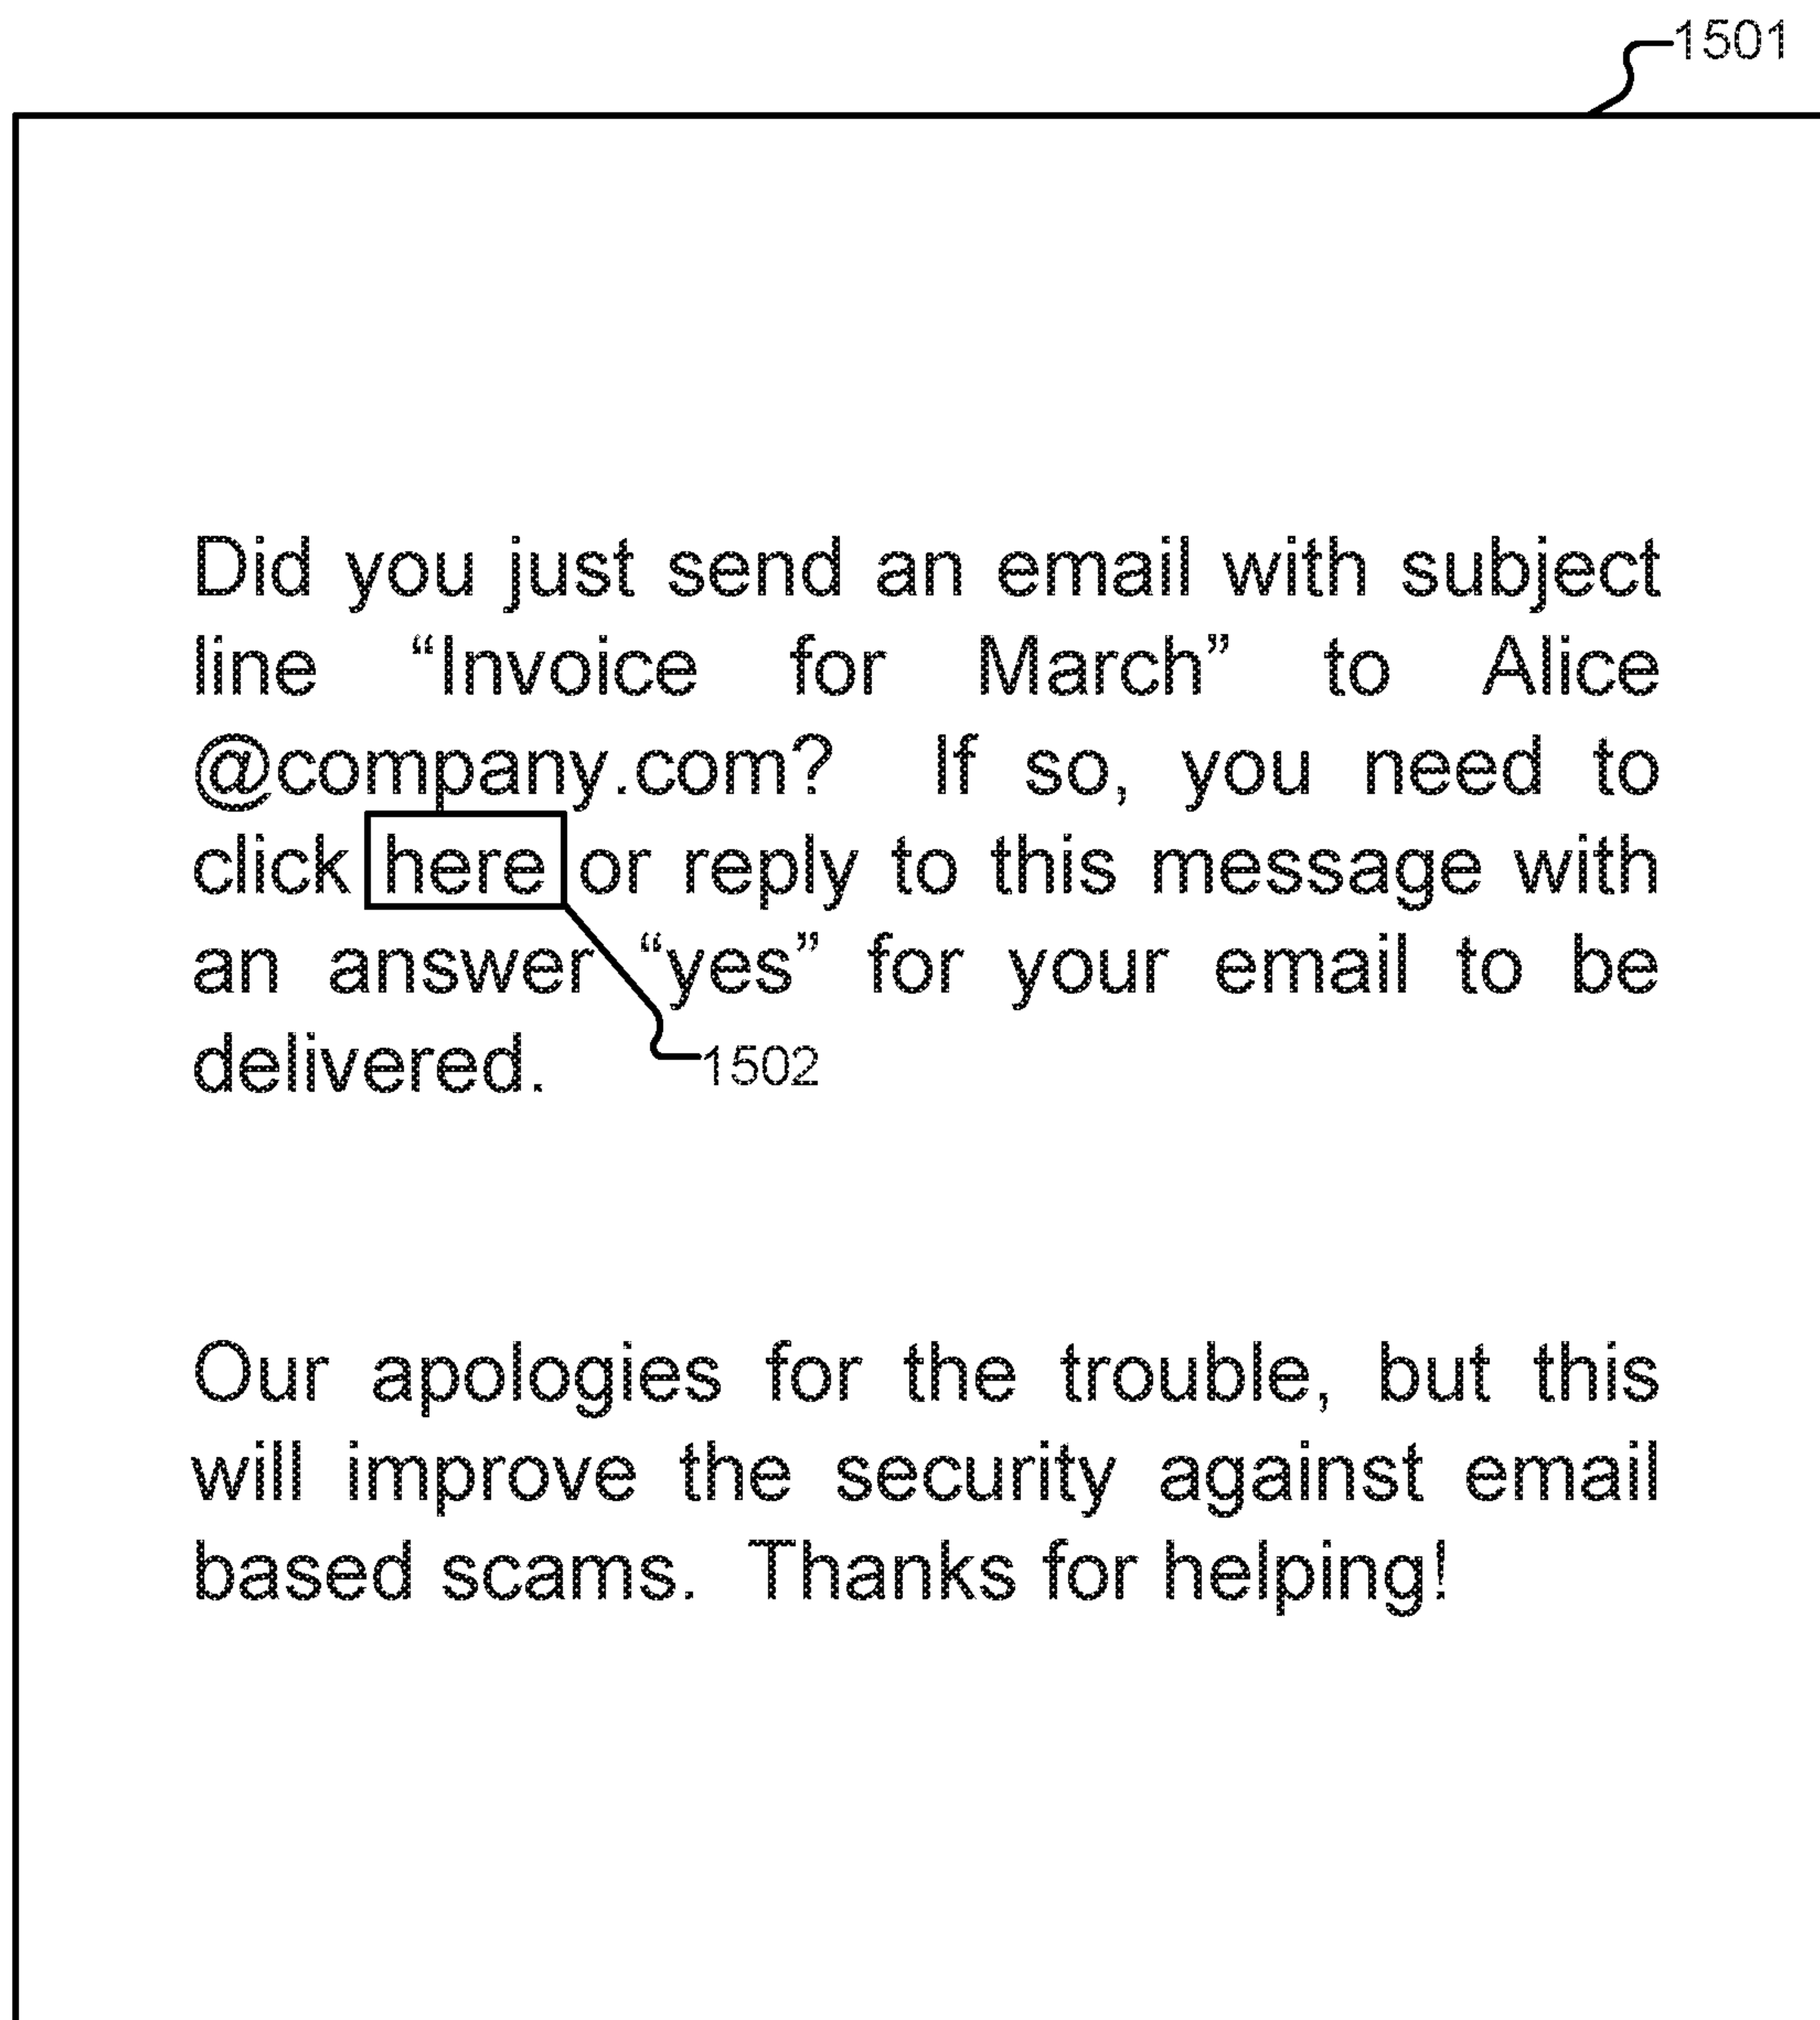 1501
Did you just send an email with subject
line “Invoice for March” to Alice
@company.com? If so, you need to
click here or reply to this message with
an answer “yes” for your email to be
delivered.
1502
Our apologies for the trouble, but this
will improve the security against email
based scams. Thanks for helping!